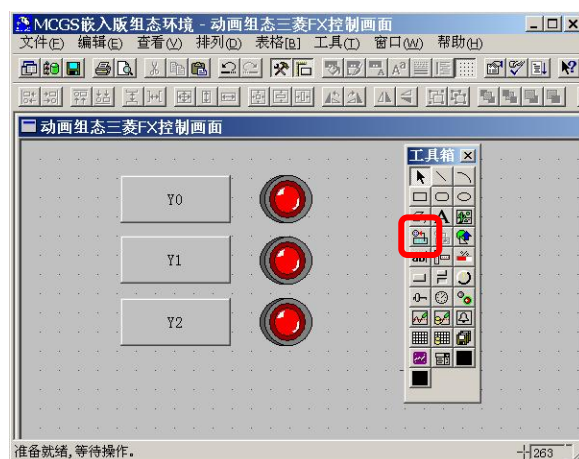 MCGS嵌入版组态环境 - 动画组态三菱FX控制画面
文件(F) 编辑(E) 查看(V) 排列(D) 表格[B] 工具(T) 窗口(W) 帮助(H)
动画组态三菱FX控制画面
工具箱
A
ab|
Y0
Y1
Y2
准备就绪,等待操作。
263